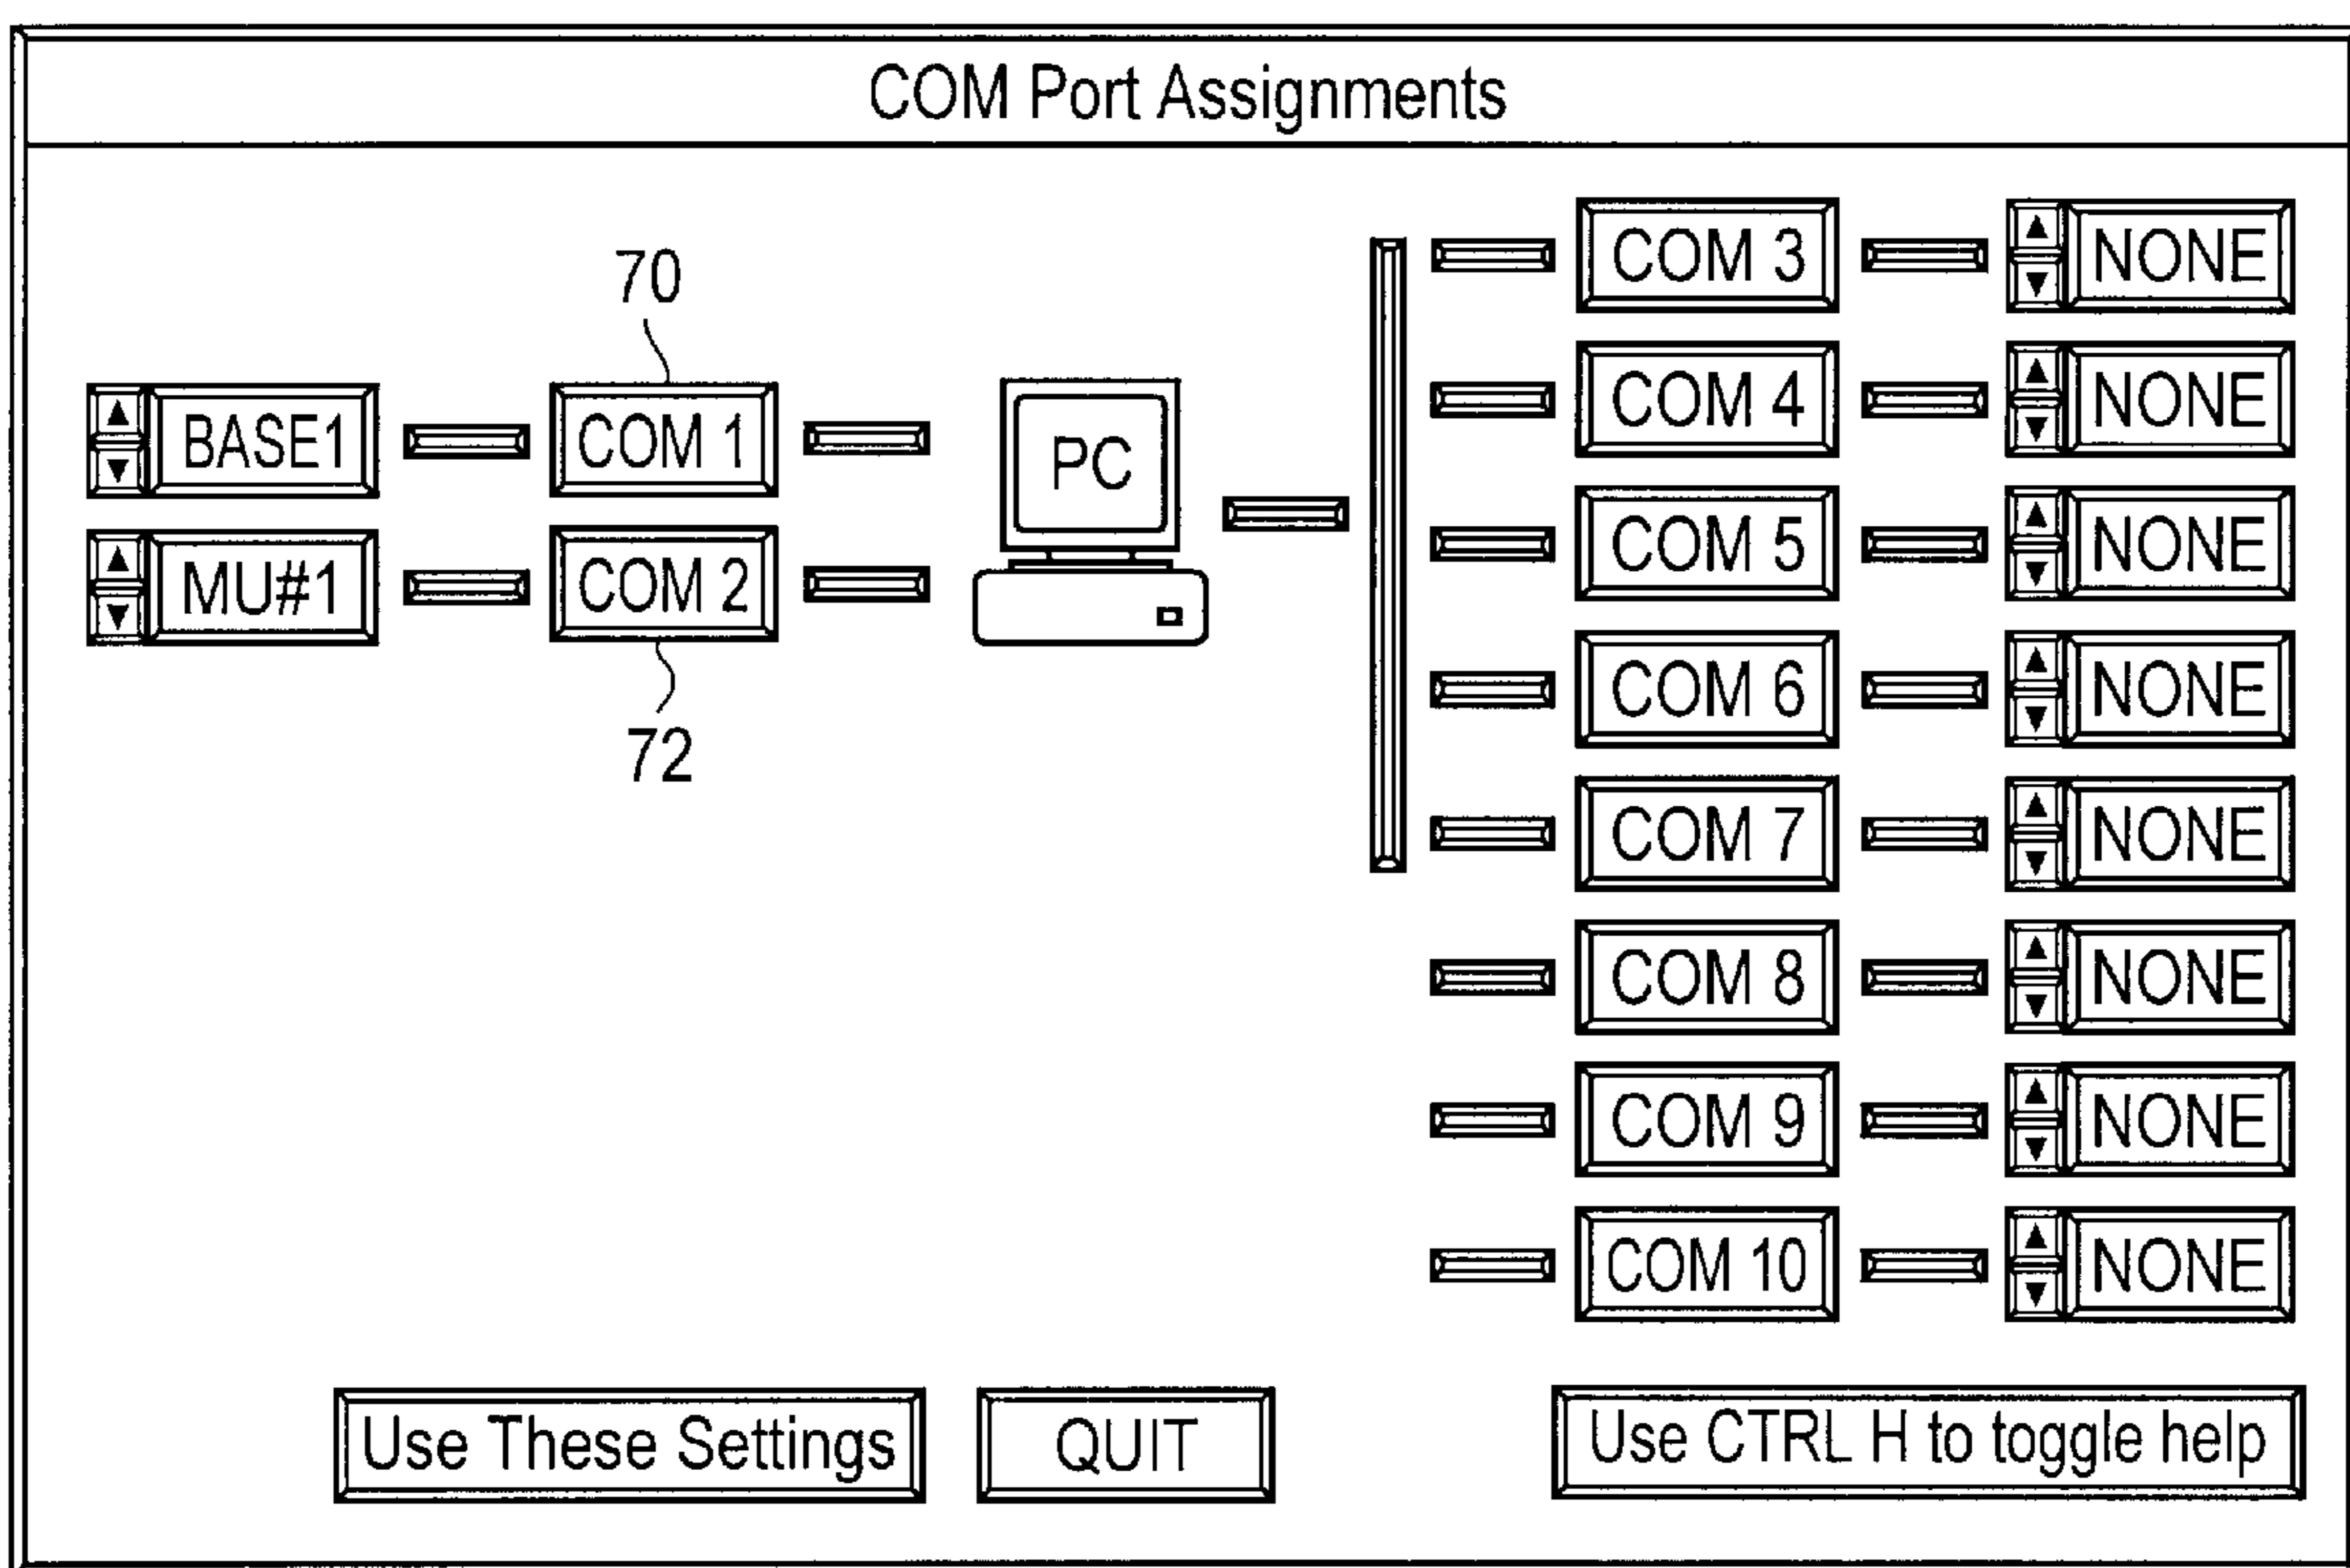 COM Port Assignments
70
BASE1 COM 1
MU#1 COM 2
72
PC
COM 3 NONE
COM 4 NONE
COM 5 NONE
COM 6 NONE
COM 7 NONE
COM 8 NONE
COM 9 NONE
COM 10 NONE
Use These Settings QUIT Use CTRL H to toggle help